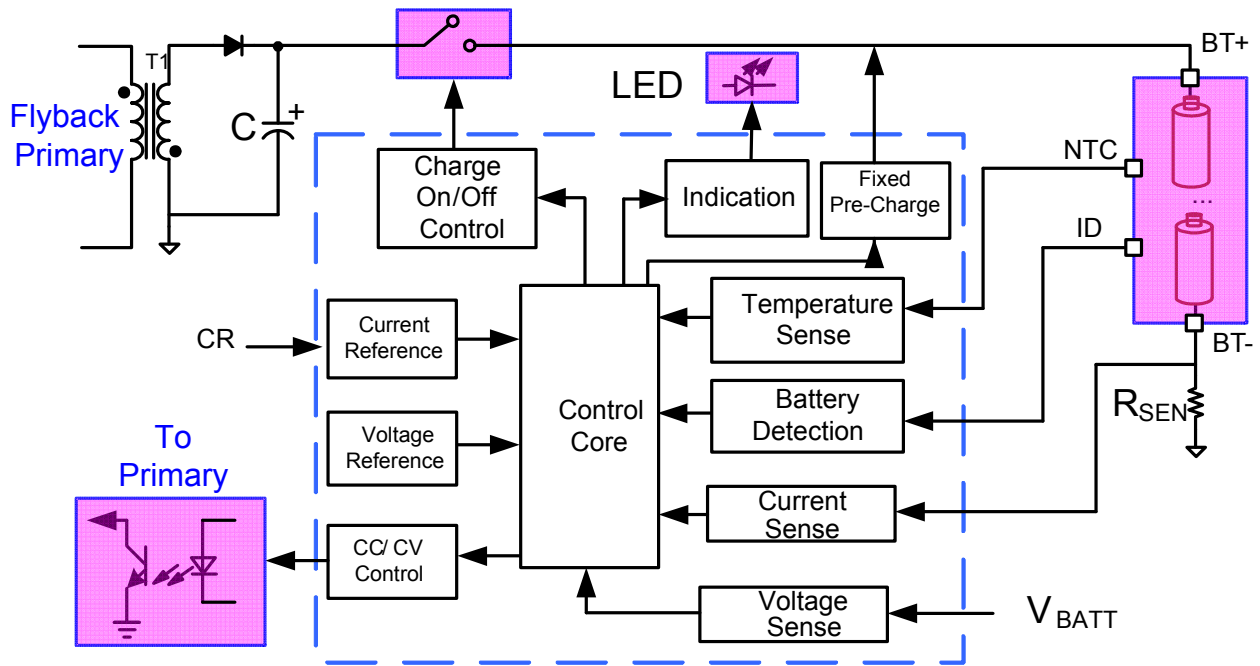 BT+
T1
LED
Flyback
Primary
C
+
NTC
Charge
On/Off
Control
Indication
Fixed
Pre-Charge
...
ID
Temperature
Sense
Current
Reference
CR
BT-
Control
Core
Battery
Detection
RSEN
Voltage
Reference
To
Primary
Current
Sense
CC/ CV
Control
Voltage
Sense
VBATT